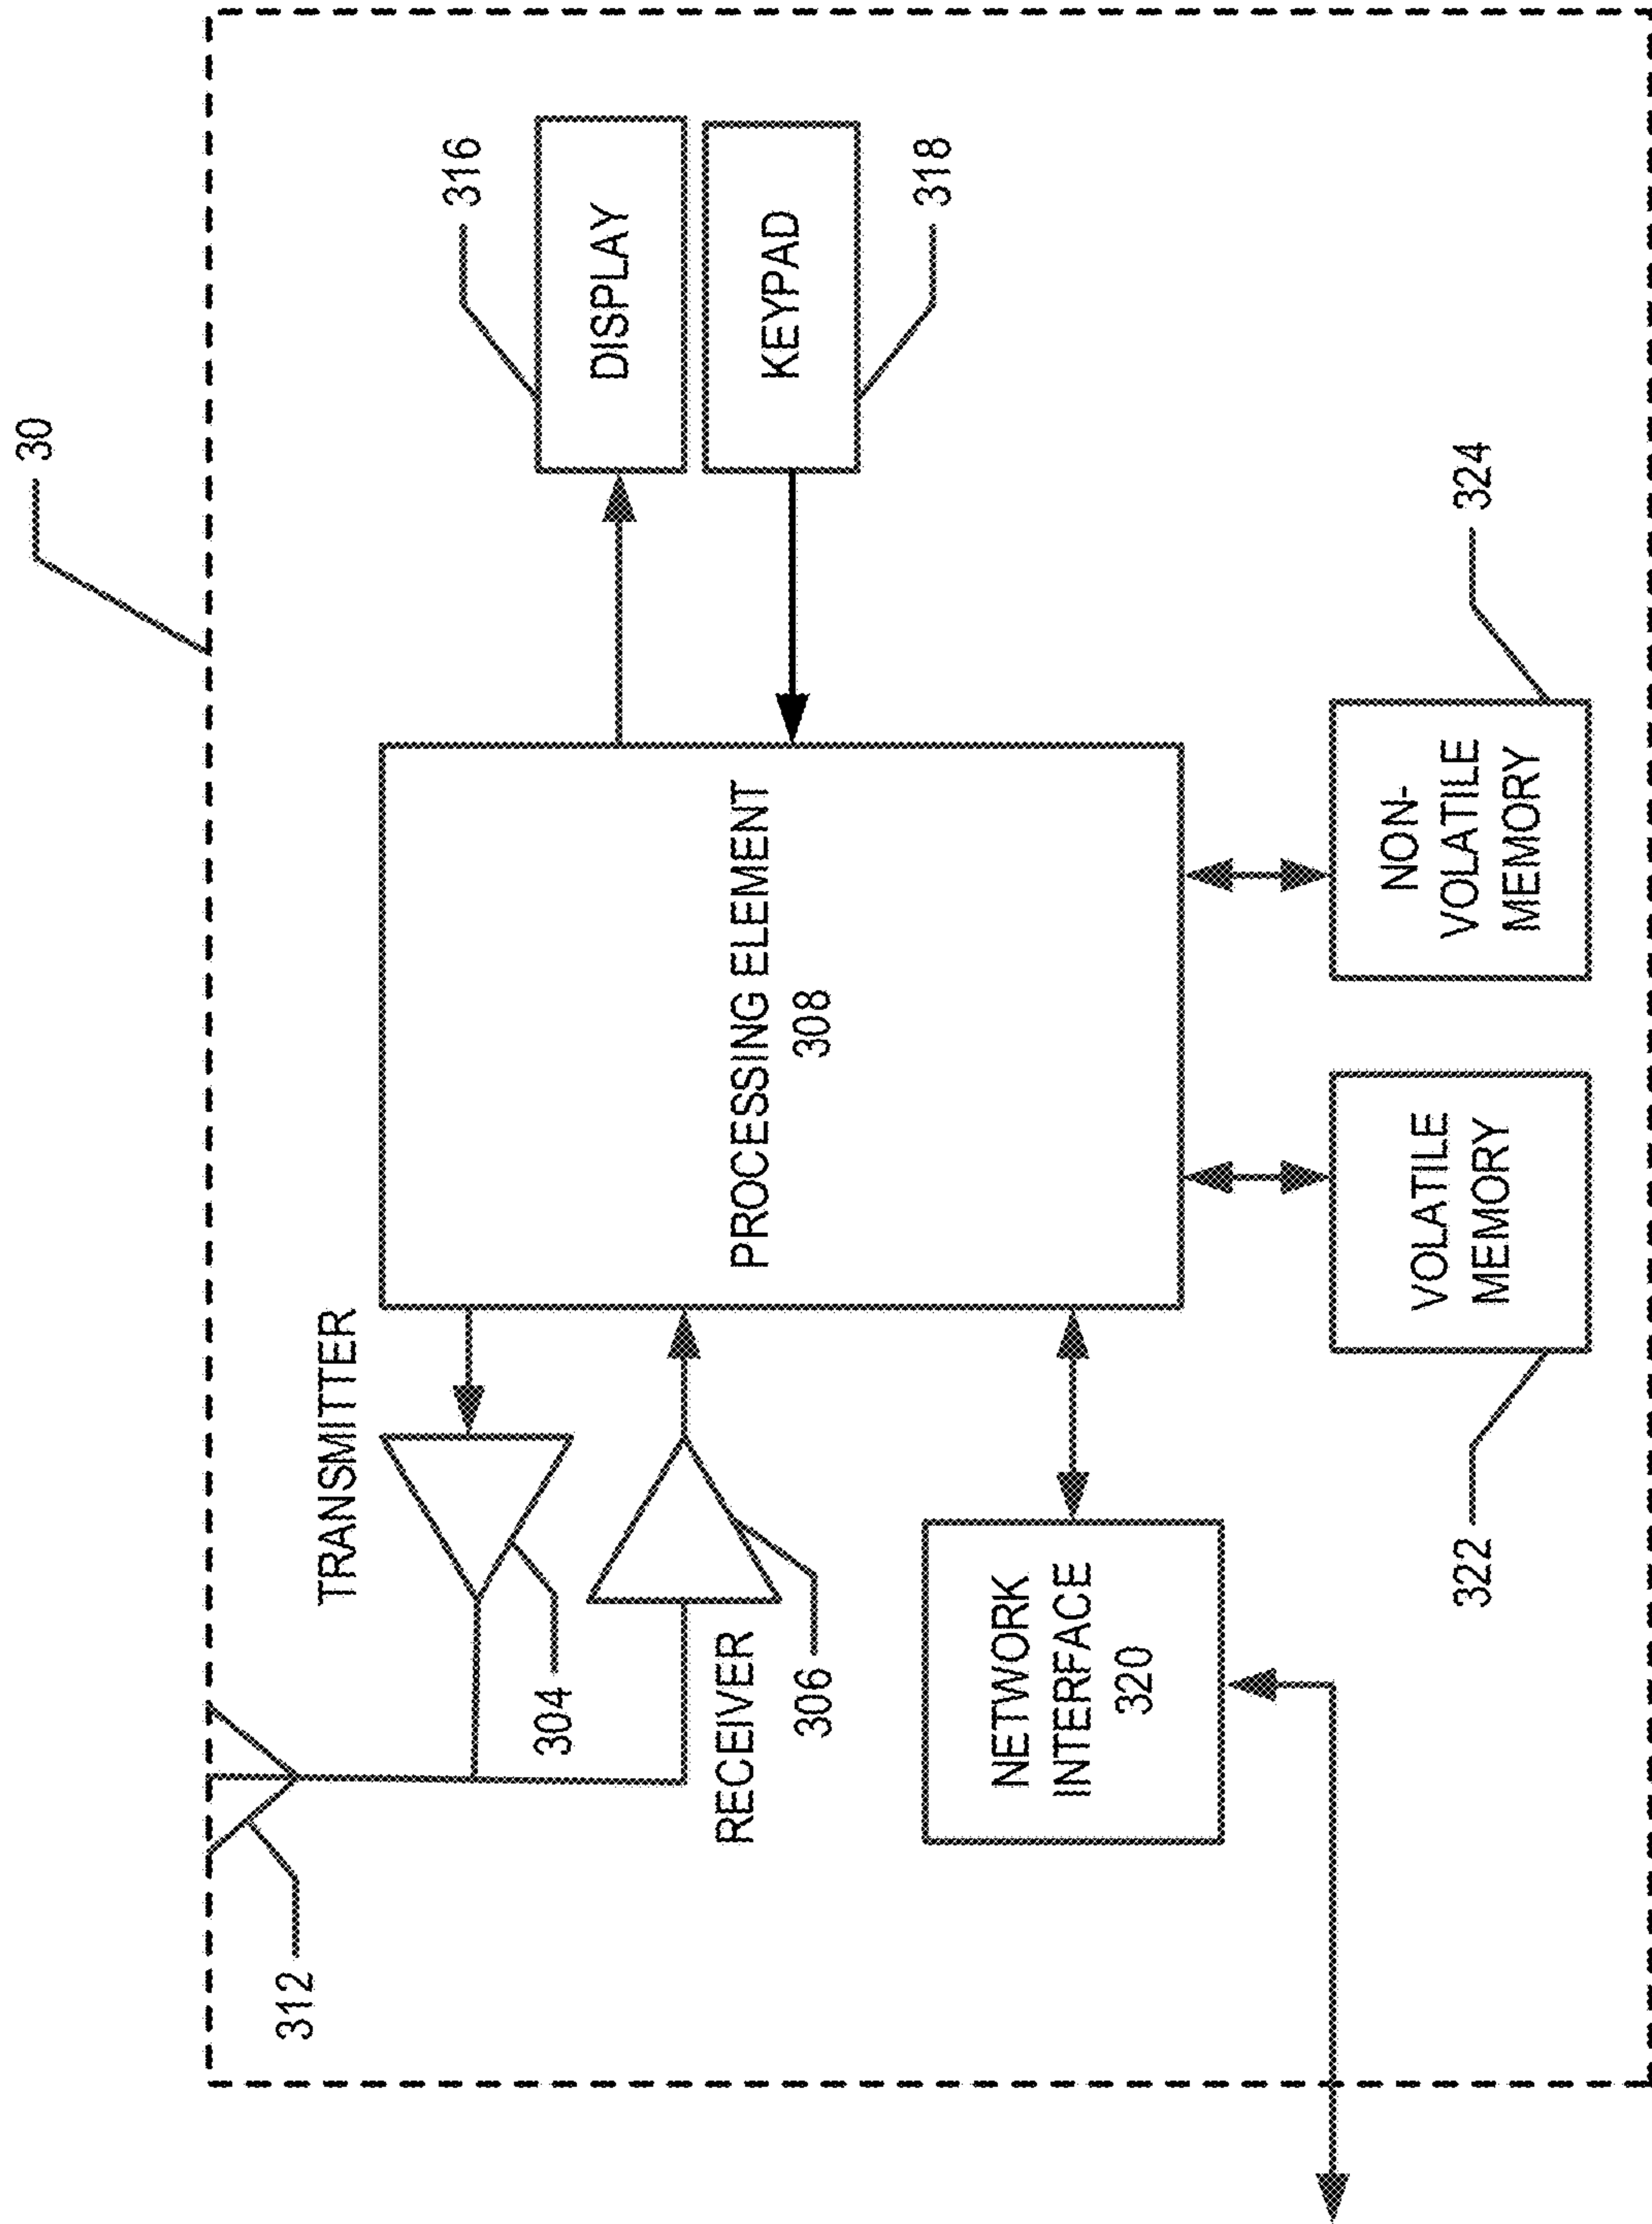 30
312
TRANSMITTER
304
RECEIVER
306
PROCESSING ELEMENT
308
316
DISPLAY
KEYPAD
318
NETWORK
INTERFACE
320
322
VOLATILE
MEMORY
NON-
VOLATILE
MEMORY
324